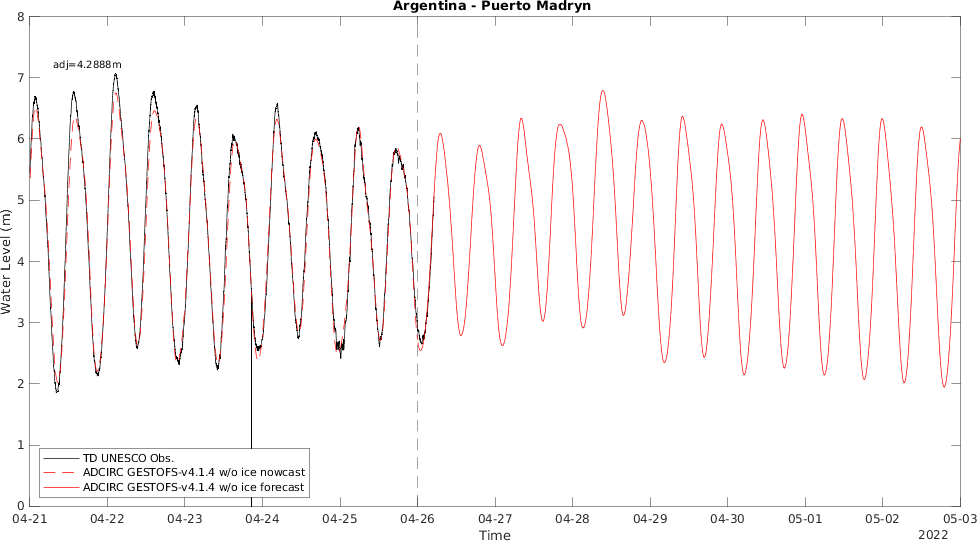 Argentina - Puerto Madryn
8
adj=4.2888m
7
6
5
4
3
2
1
0
Water Level (m)
TD UNESCO Obs.
ADCIRC GESTOFS-v4.1.4 w/o ice nowcast
ADCIRC GESTOFS-v4.1.4 w/o ice forecast
04-21 04-22 04-23 04-24 04-25 04-26 04-27 04-28 04-29 04-30 05-01 05-02 05-03
Time
2022